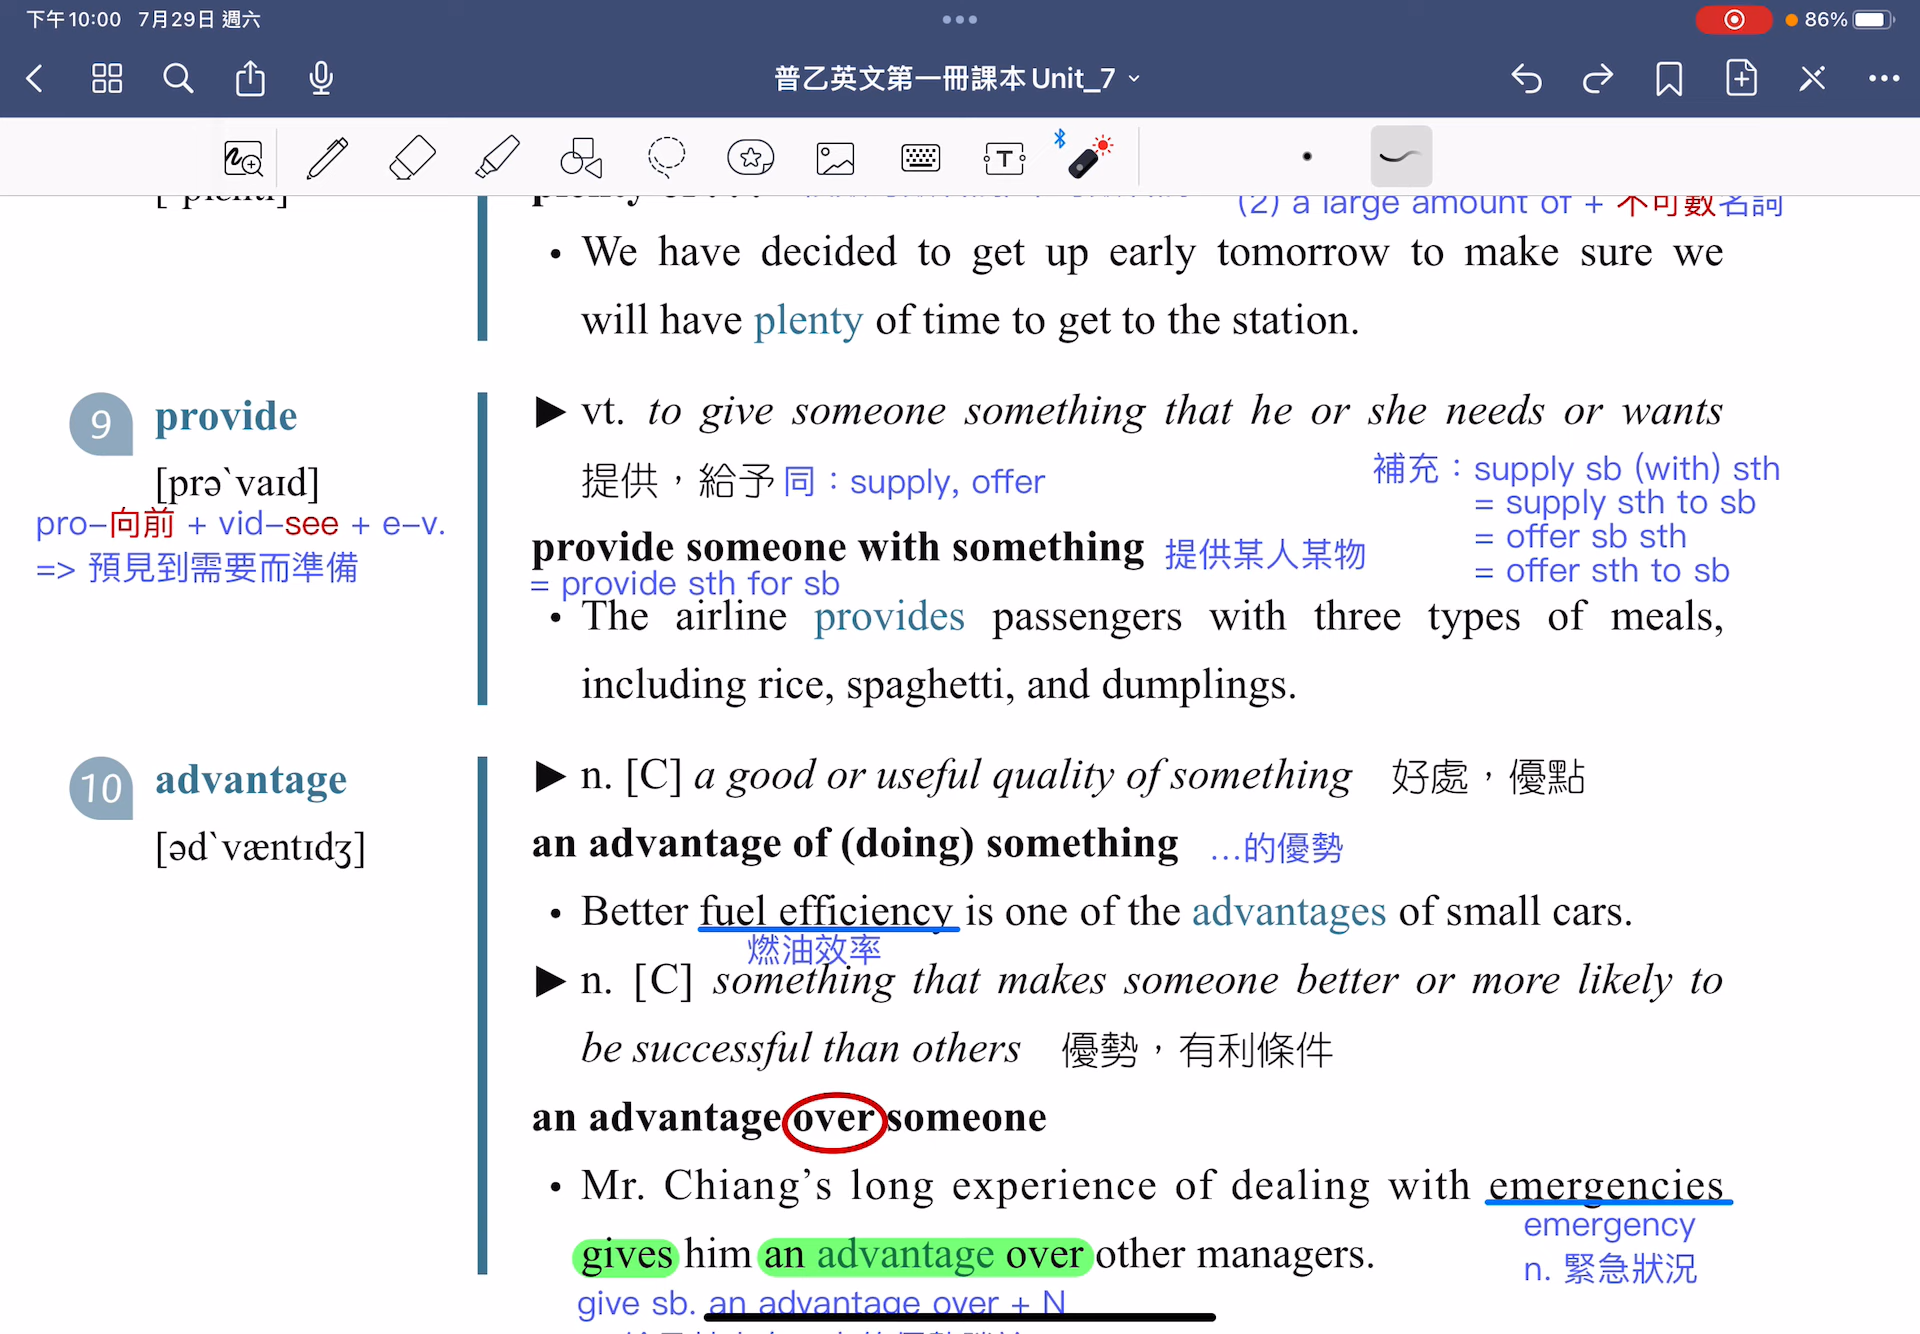 下午10:00 7月29日 週六
86%
普乙英文第一冊課本Unit_7
plenty of
(2) a large amount of + 不可數名詞
• We have decided to get up early tomorrow to make sure we
will have plenty of time to get to the station.
9 provide
[prə`vaɪd]
pro-向前 + vid-see + e-v.
=> 預見到需要而準備
▶ vt. to give someone something that he or she needs or wants
提供，給予 同：supply, offer
補充：supply sb (with) sth
= supply sth to sb
= offer sb sth
= offer sth to sb
provide someone with something 提供某人某物
= provide sth for sb
• The airline provides passengers with three types of meals,
including rice, spaghetti, and dumplings.
10 advantage
[əd`væntɪdʒ]
▶ n. [C] a good or useful quality of something 好處，優點
an advantage of (doing) something ...的優勢
• Better fuel efficiency is one of the advantages of small cars.
燃油效率
▶ n. [C] something that makes someone better or more likely to
be successful than others 優勢，有利條件
an advantage over someone
• Mr. Chiang's long experience of dealing with emergencies
gives him an advantage over other managers.
emergency
n. 緊急狀況
give sb. an advantage over + N